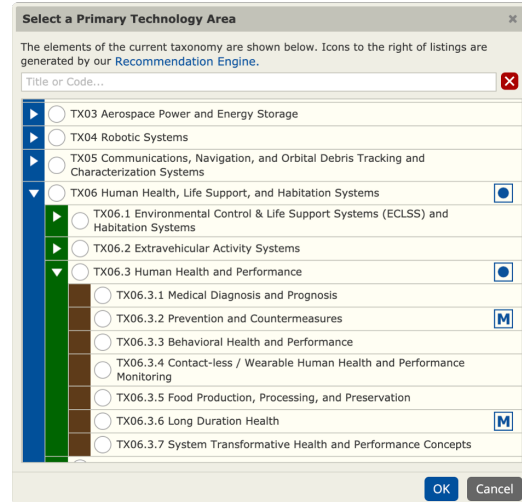 Select a Primary Technology Area
×
The elements of the current taxonomy are shown below. Icons to the right of listings are
generated by our Recommendation Engine.
Title or Code...
TX03 Aerospace Power and Energy Storage
TX04 Robotic Systems
TX05 Communications, Navigation, and Orbital Debris Tracking and
Characterization Systems
TX06 Human Health, Life Support, and Habitation Systems
TX06.1 Environmental Control & Life Support Systems (ECLSS) and
Habitation Systems
TX06.2 Extravehicular Activity Systems
TX06.3 Human Health and Performance
TX06.3.1 Medical Diagnosis and Prognosis
TX06.3.2 Prevention and Countermeasures M
TX06.3.3 Behavioral Health and Performance
TX06.3.4 Contact-less / Wearable Human Health and Performance
Monitoring
TX06.3.5 Food Production, Processing, and Preservation
TX06.3.6 Long Duration Health M
TX06.3.7 System Transformative Health and Performance Concepts
OK Cancel